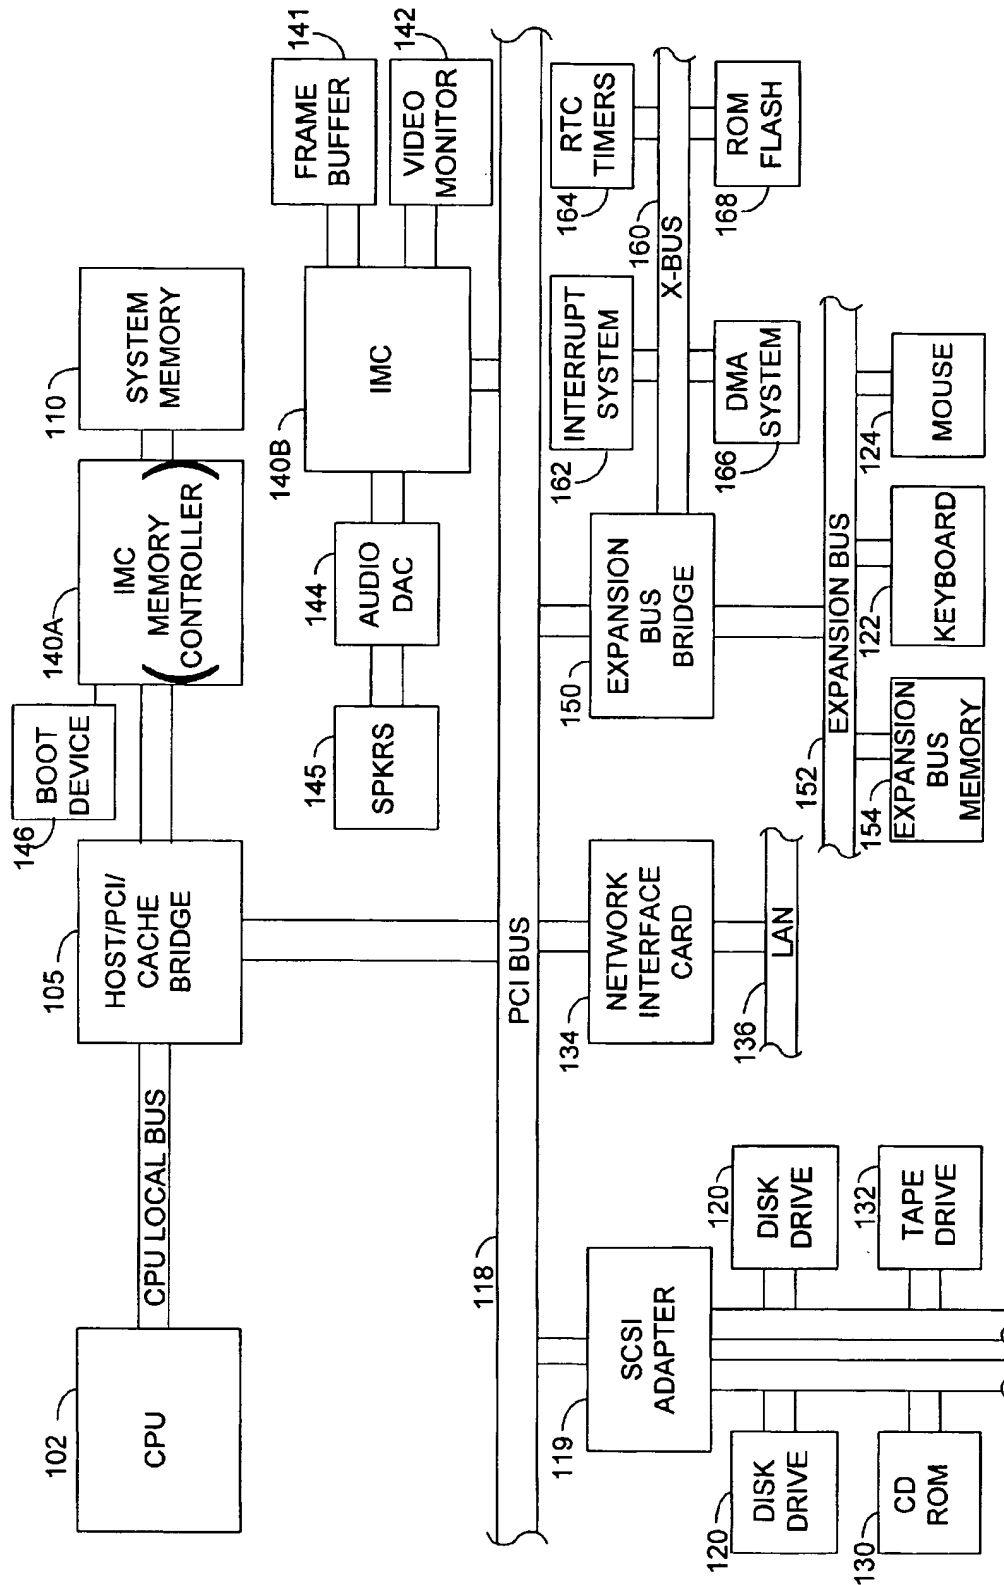 102
CPU
CPU LOCAL BUS
105
HOST/PCI/
CACHE
BRIDGE
146
BOOT
DEVICE
140A
IMC
(MEMORY
CONTROLLER)
110
SYSTEM
MEMORY
145
SPKRS
144
AUDIO
DAC
140B
IMC
FRAME
BUFFER
141
VIDEO
MONITOR
142
118
PCI BUS
119
SCSI
ADAPTER
120
DISK
DRIVE
120
DISK
DRIVE
130
CD
ROM
132
TAPE
DRIVE
134
NETWORK
INTERFACE
CARD
136
LAN
150
EXPANSION
BUS
BRIDGE
162
INTERRUPT
SYSTEM
164
RTC
TIMERS
160
X-BUS
166
DMA
SYSTEM
168
ROM
FLASH
152
EXPANSION BUS
154
EXPANSION
BUS
MEMORY
122
KEYBOARD
124
MOUSE